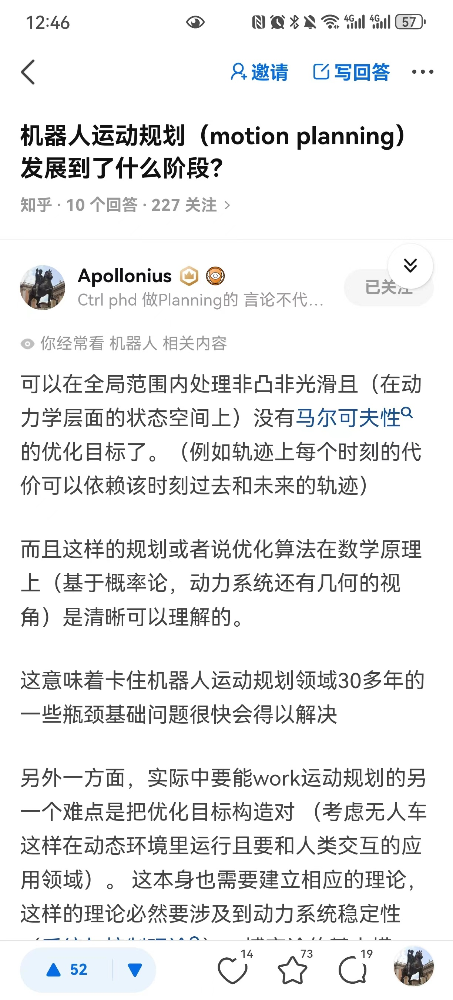 12:46
4G 4G 57
邀请 写回答
机器人运动规划（motion planning）
发展到了什么阶段？
知乎 · 10 个回答 · 227 关注
Apollonius
已关注
Ctrl phd 做Planning的 言论不代...
你经常看 机器人 相关内容
可以在全局范围内处理非凸非光滑且（在动
力学层面的状态空间上）没有马尔可夫性
的优化目标了。（例如轨迹上每个时刻的代
价可以依赖该时刻过去和未来的轨迹）
而且这样的规划或者说优化算法在数学原理
上（基于概率论，动力系统还有几何的视
角）是清晰可以理解的。
这意味着卡住机器人运动规划领域30多年的
一些瓶颈基础问题很快会得以解决
另外一方面，实际中要能work运动规划的另
一个难点是把优化目标构造对 （考虑无人车
这样在动态环境里运行且要和人类交互的应
用领域）。 这本身也需要建立相应的理论，
这样的理论必然要涉及到动力系统稳定性
52 14 73 19